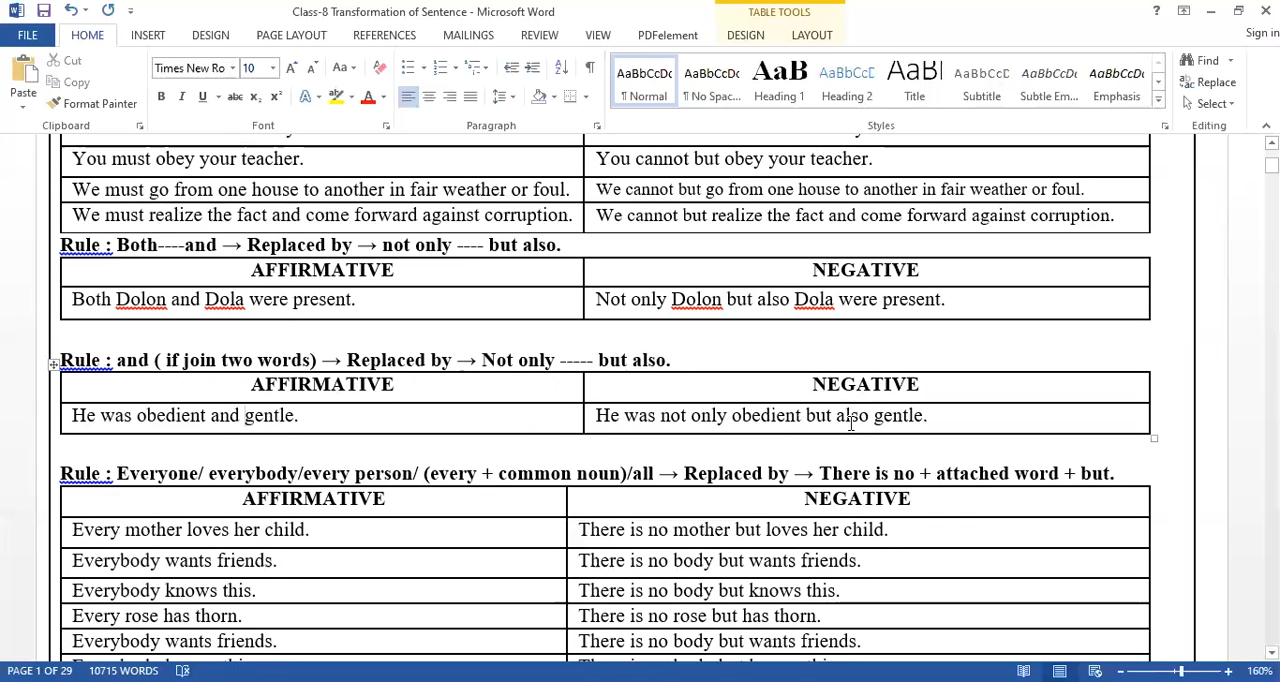 Class-8 Transformation of Sentence - Microsoft Word
TABLE TOOLS
?
FILE HOME INSERT DESIGN PAGE LAYOUT REFERENCES MAILINGS REVIEW VIEW PDFelement DESIGN LAYOUT Sign in
Paste
Cut
Copy
Format Painter
Clipboard
Times New Ro 10
Aa
B I U abc X₂ X²
Font
Paragraph
AaBbCcDc AaBbCcDc AaB AaBbCcD AaB AaBbCcD AaBbCcDc AaBbCcDc
¶ Normal ¶ No Spac... Heading 1 Heading 2 Title Subtitle Subtle Em... Emphasis
Styles
Find
Replace
Select
Editing
You must obey your teacher. You cannot but obey your teacher.
We must go from one house to another in fair weather or foul. We cannot but go from one house to another in fair weather or foul.
We must realize the fact and come forward against corruption. We cannot but realize the fact and come forward against corruption.
Rule : Both----and → Replaced by → not only ---- but also.
AFFIRMATIVE NEGATIVE
Both Dolon and Dola were present. Not only Dolon but also Dola were present.
Rule : and ( if join two words) → Replaced by → Not only ----- but also.
AFFIRMATIVE NEGATIVE
He was obedient and gentle. He was not only obedient but also gentle.
Rule : Everyone/ everybody/every person/ (every + common noun)/all → Replaced by → There is no + attached word + but.
AFFIRMATIVE NEGATIVE
Every mother loves her child. There is no mother but loves her child.
Everybody wants friends. There is no body but wants friends.
Everybody knows this. There is no body but knows this.
Every rose has thorn. There is no rose but has thorn.
Everybody wants friends. There is no body but wants friends.
PAGE 1 OF 29 10715 WORDS 160%